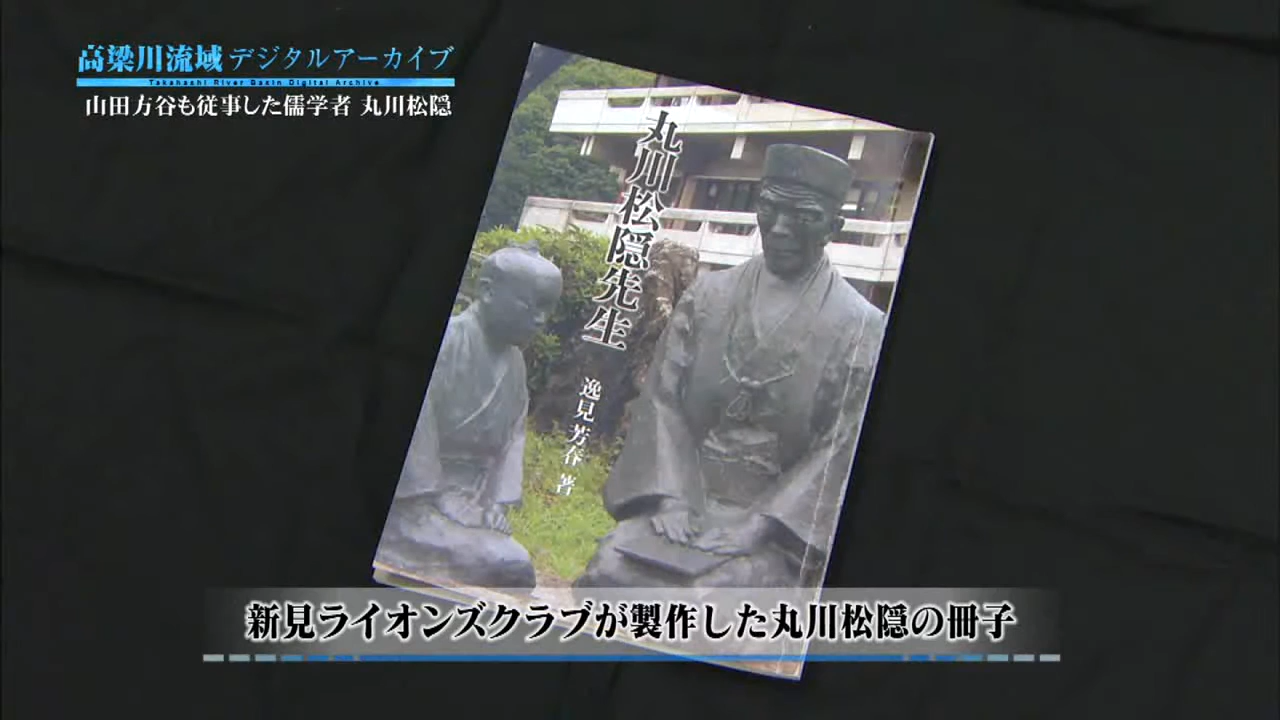 高梁川流域デジタルアーカイブ
Takahashi River Basin Digital Archive
山田方谷も従事した儒学者 丸川松隠
丸川松隠先生
逸見芳春 著
新見ライオンズクラブが製作した丸川松隠の冊子